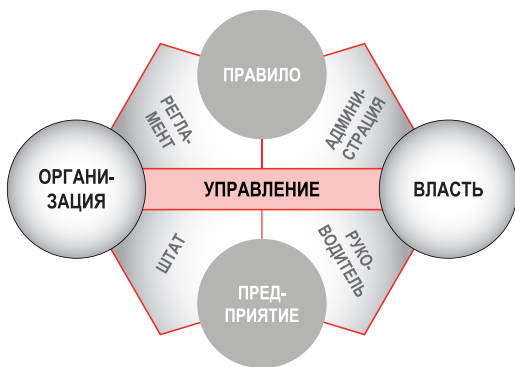 ПРАВИЛО
РЕГЛА-
МЕНТ
АДМИНИ-
СТРАЦИЯ
ОРГАНИ-
ЗАЦИЯ
УПРАВЛЕНИЕ
ВЛАСТЬ
ШТАТ
РУКО-
ВОДИТЕЛЬ
ПРЕД-
ПРИЯТИЕ